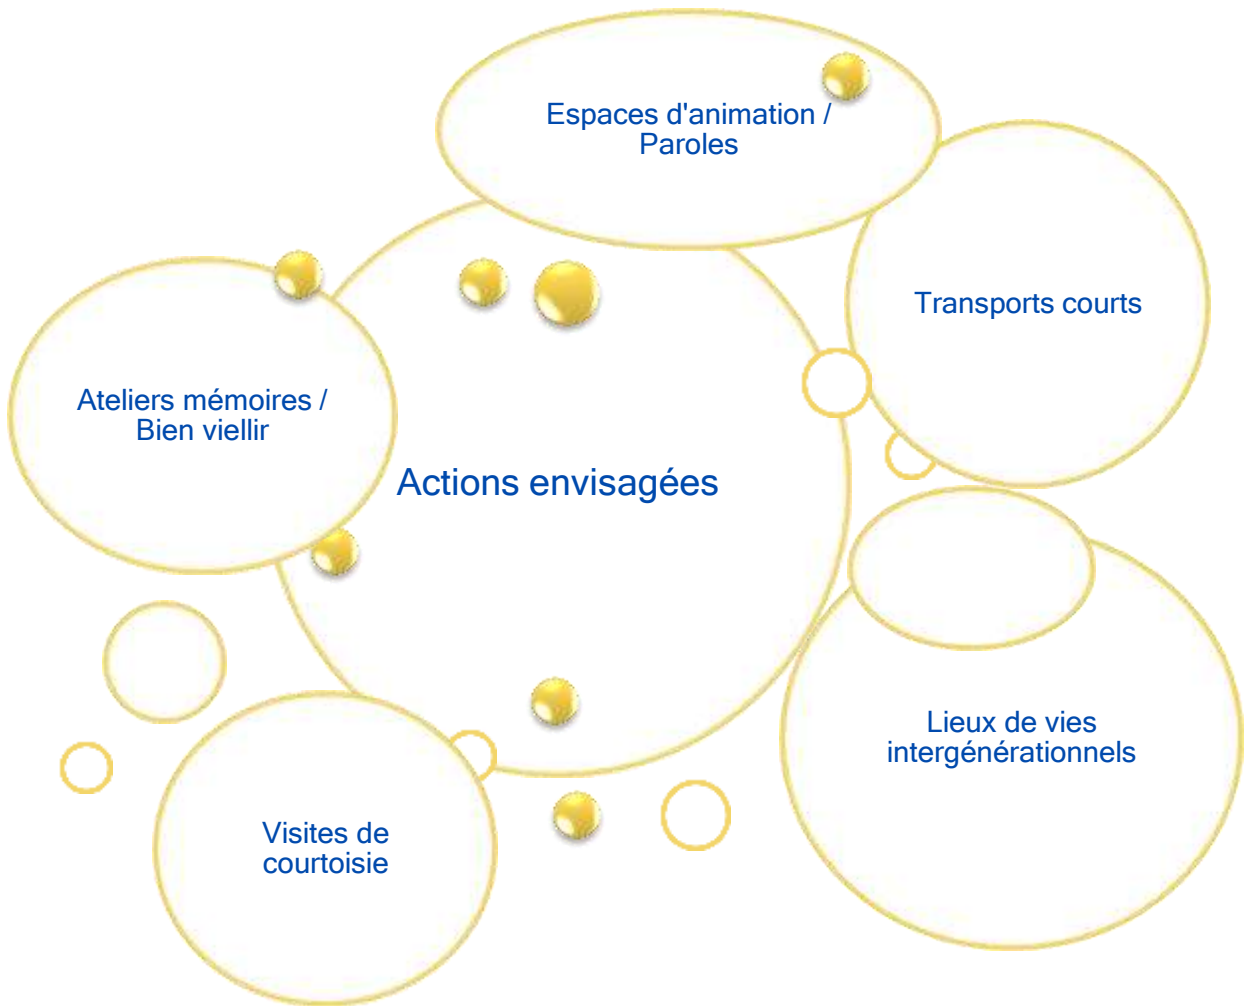 Espaces d'animation /
Paroles
Transports courts
Ateliers mémoires /
Bien viellir
Actions envisagées
Lieux de vies
intergénérationnels
Visites de
courtoisie